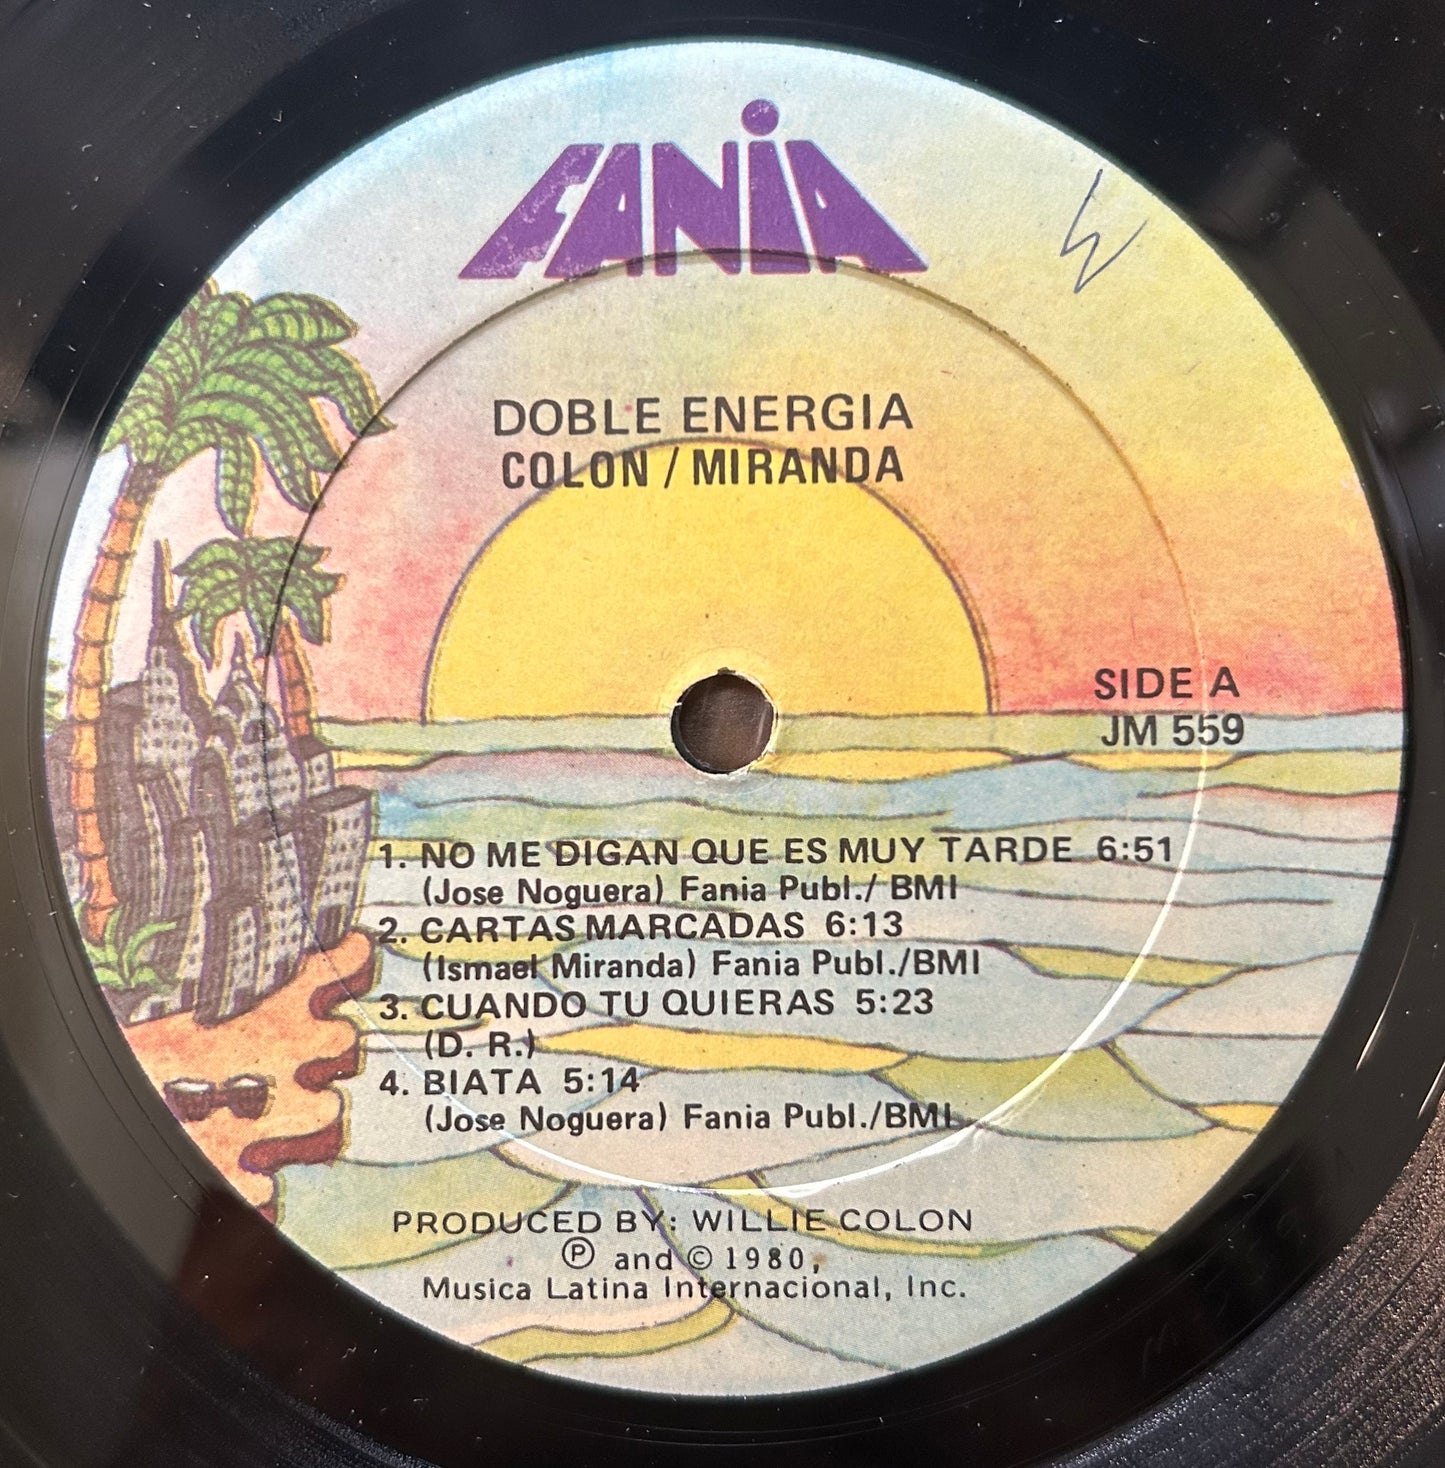 FANIA
DOBLE ENERGIA
COLON / MIRANDA
SIDE A
JM 559
1. NO ME DIGAN QUE ES MUY TARDE 6:51
(Jose Noguera) Fania Publ./ BMI
2. CARTAS MARCADAS 6:13
(Ismael Miranda) Fania Publ./BMI
3. CUANDO TU QUIERAS 5:23
(D. R.)
4. BIATA 5:14
(Jose Noguera) Fania Publ./BMI
PRODUCED BY: WILLIE COLON
Ⓟ and © 1980,
Musica Latina Internacional, Inc.